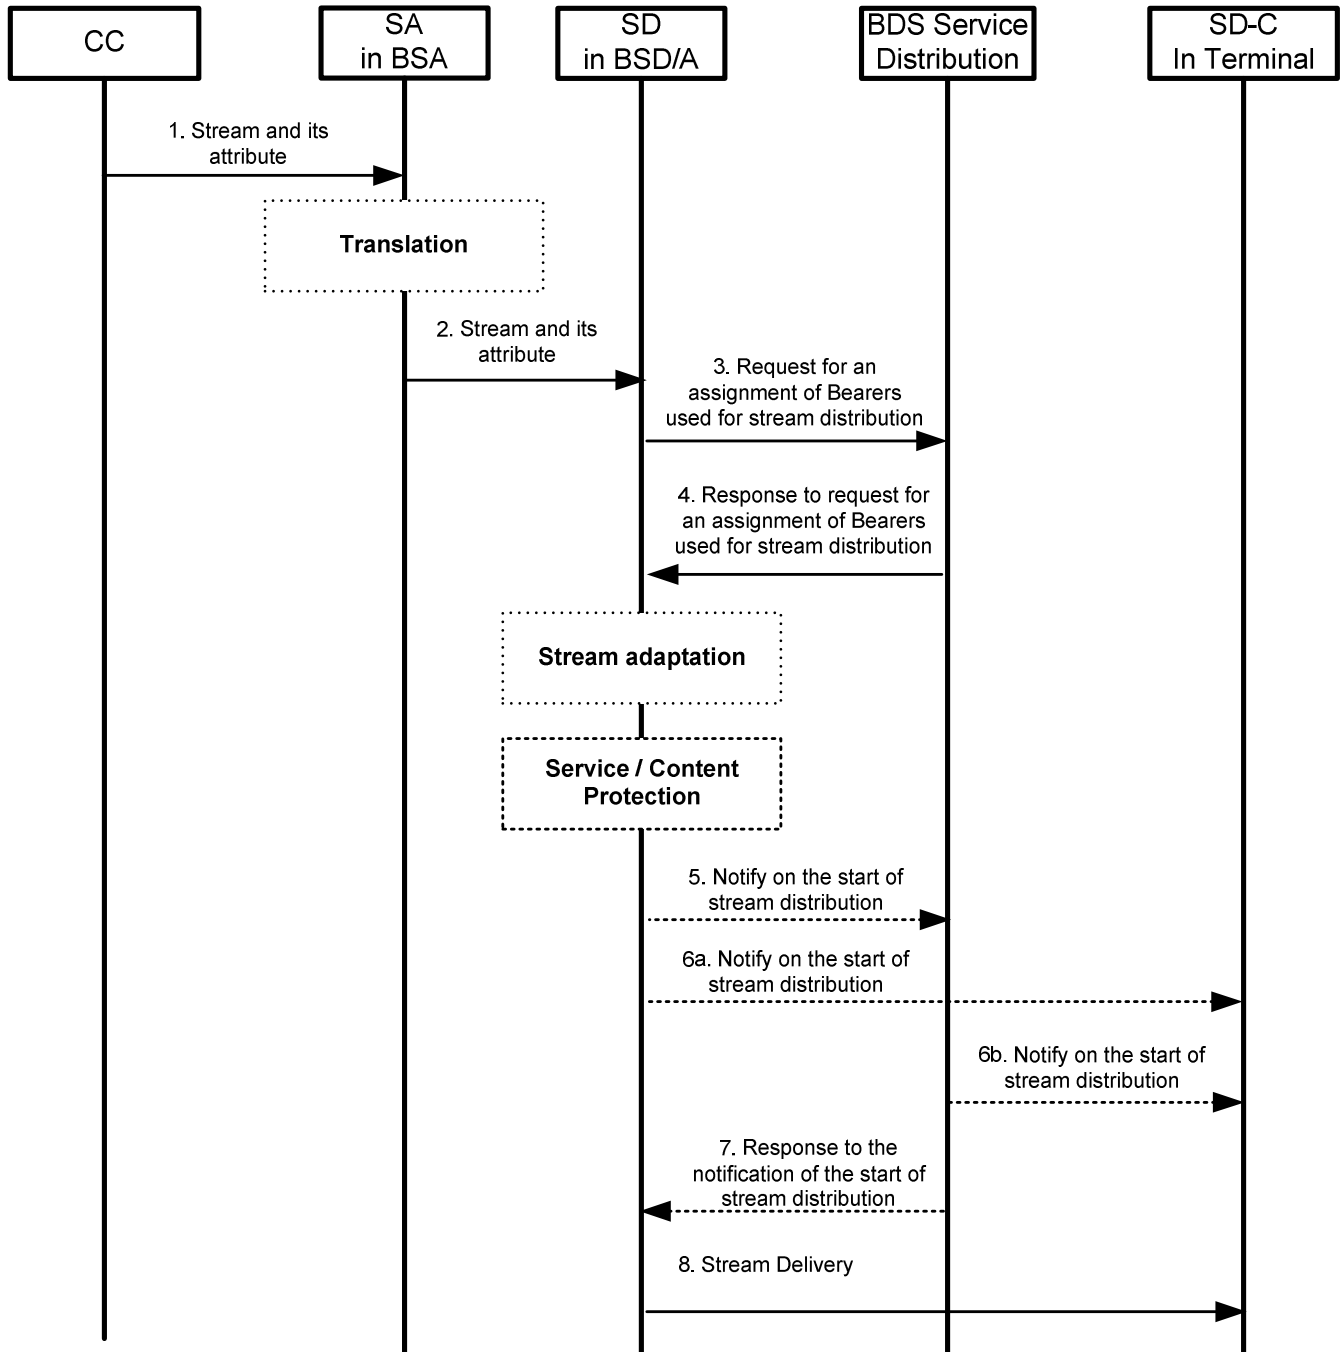 CC
SA
in BSA
SD
in BSD/A
BDS Service
Distribution
SD-C
In Terminal
1. Stream and its
attribute
Translation
2. Stream and its
attribute
3. Request for an
assignment of Bearers
used for stream distribution
4. Response to request for
an assignment of Bearers
used for stream distribution
Stream adaptation
Service / Content
Protection
5. Notify on the start of
stream distribution
6a. Notify on the start of
stream distribution
6b. Notify on the start of
stream distribution
7. Response to the
notification of the start of
stream distribution
8. Stream Delivery